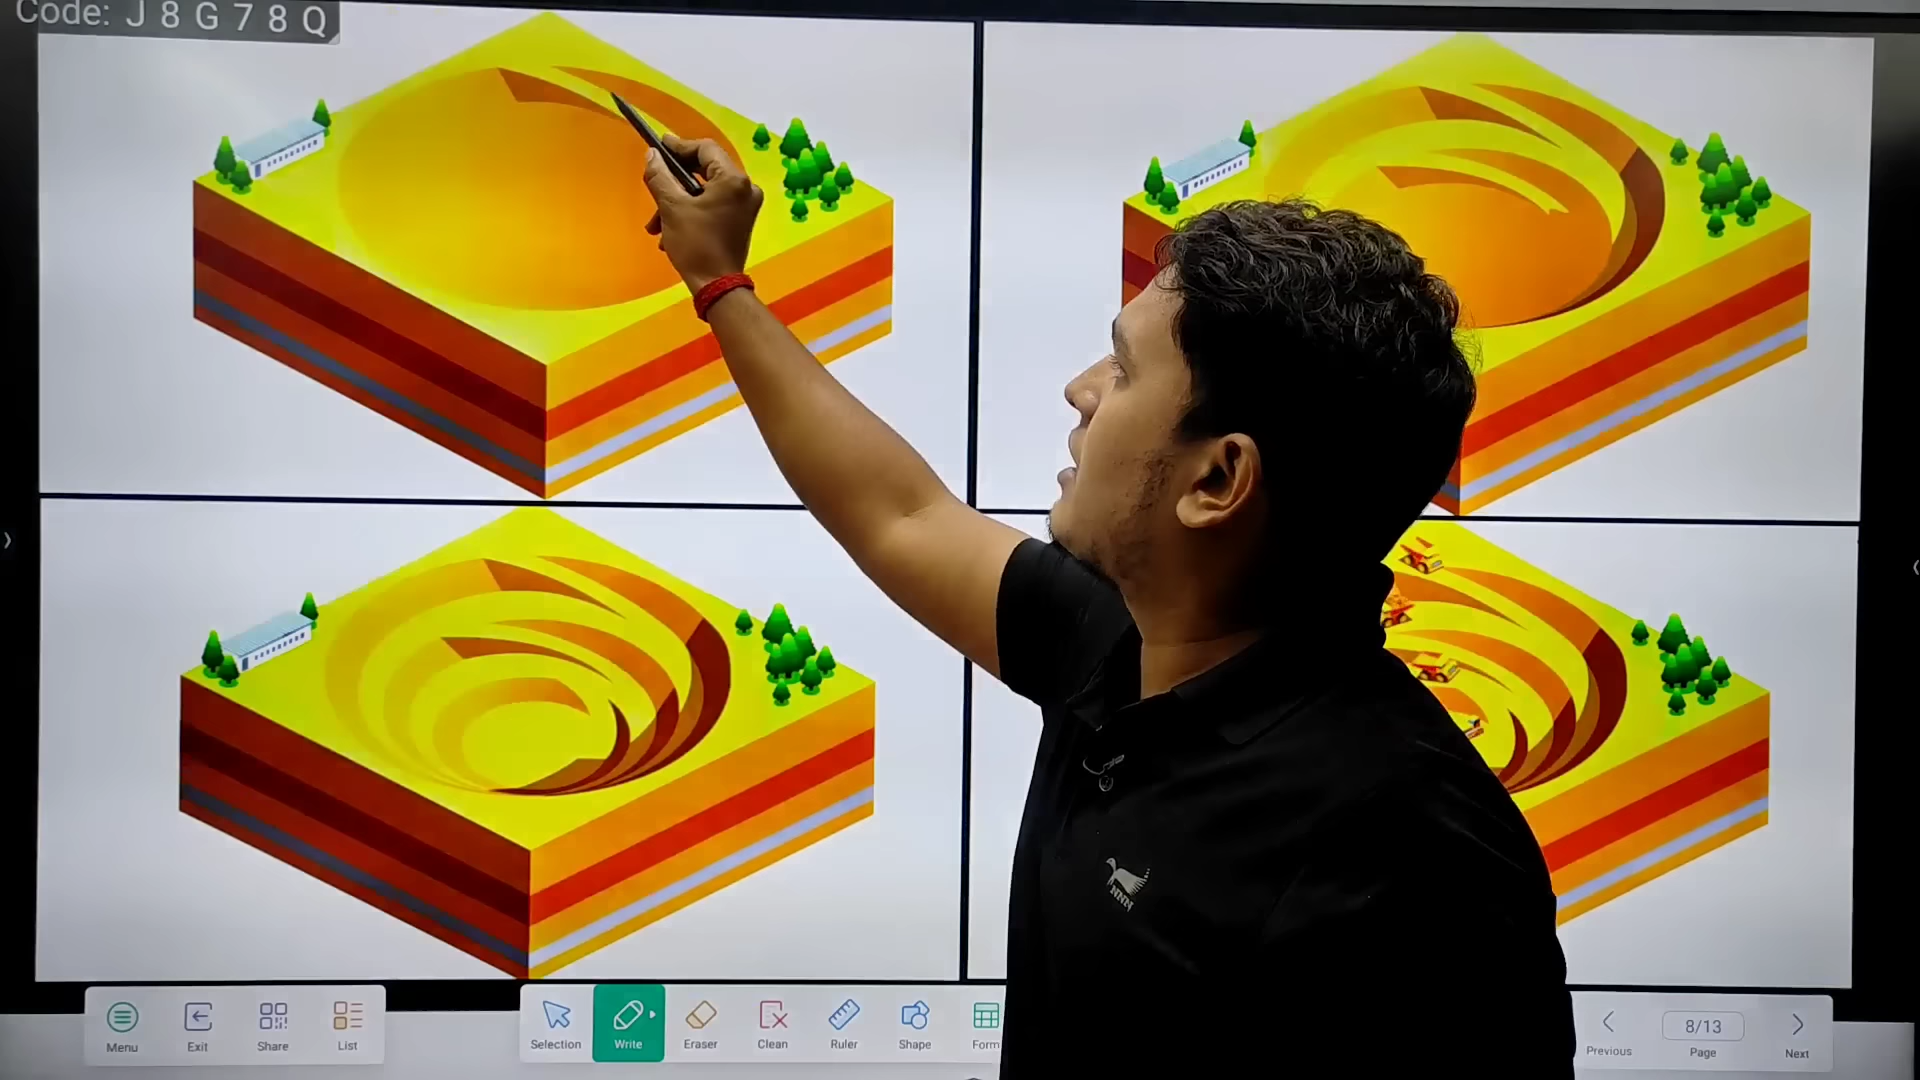 Code: J 8 G 7 8 Q
NNN
Menu
Exit
Share
List
Selection
Write
Eraser
Clean
Ruler
Shape
Form
Previous
8/13
Page
Next